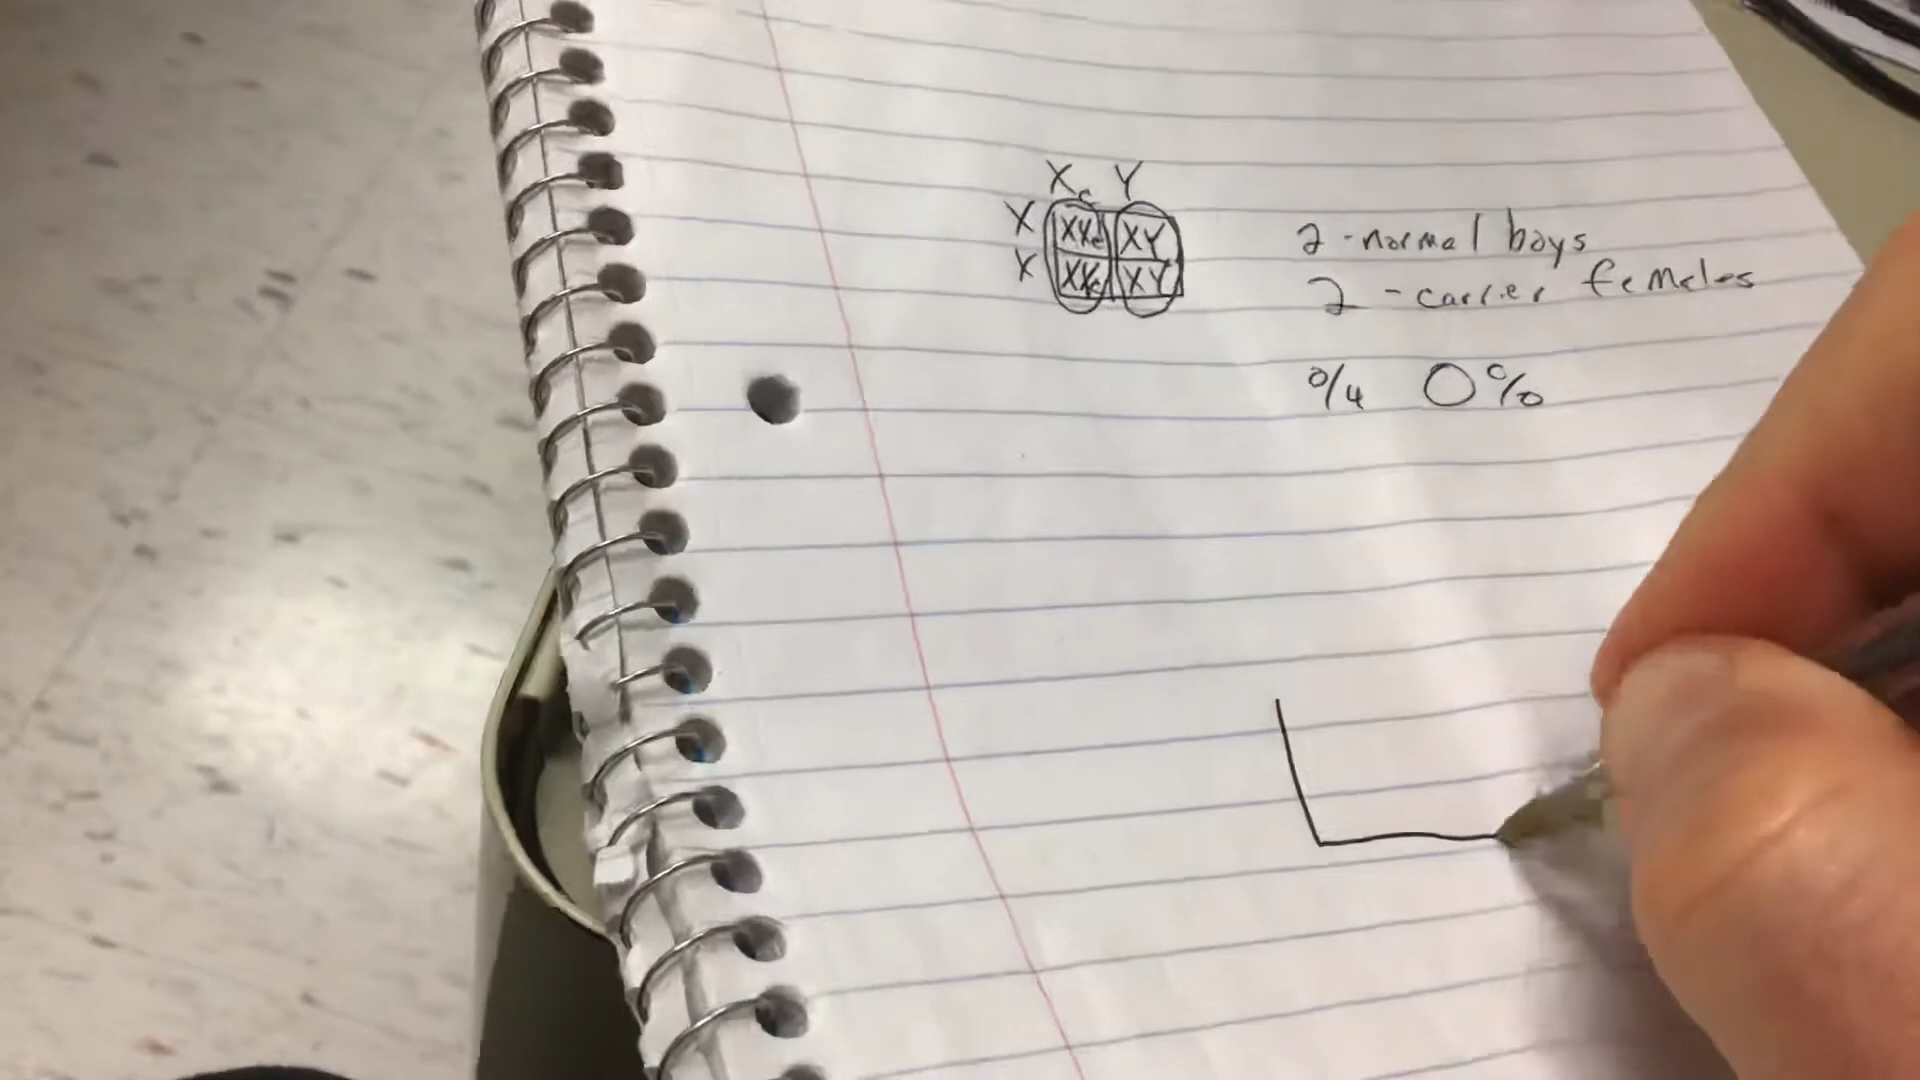 Xc Y
X XXc XY
X XXc XY
2 - normal boys
2 - carrier females
0/4 0%